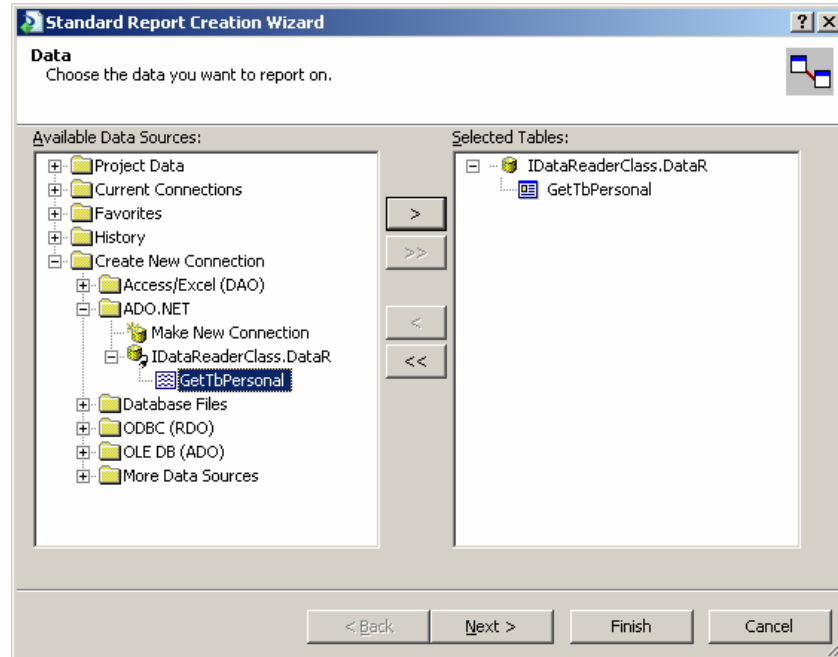 Standard Report Creation Wizard
Data
Choose the data you want to report on.
Available Data Sources:
Project Data
Current Connections
Favorites
History
Create New Connection
Access/Excel (DAO)
ADO.NET
Make New Connection
IDataReaderClass.DataR
GetTbPersonal
Database Files
ODBC (RDO)
OLE DB (ADO)
More Data Sources
>
>>
<
<<
Selected Tables:
IDataReaderClass.DataR
GetTbPersonal
< Back
Next >
Finish
Cancel